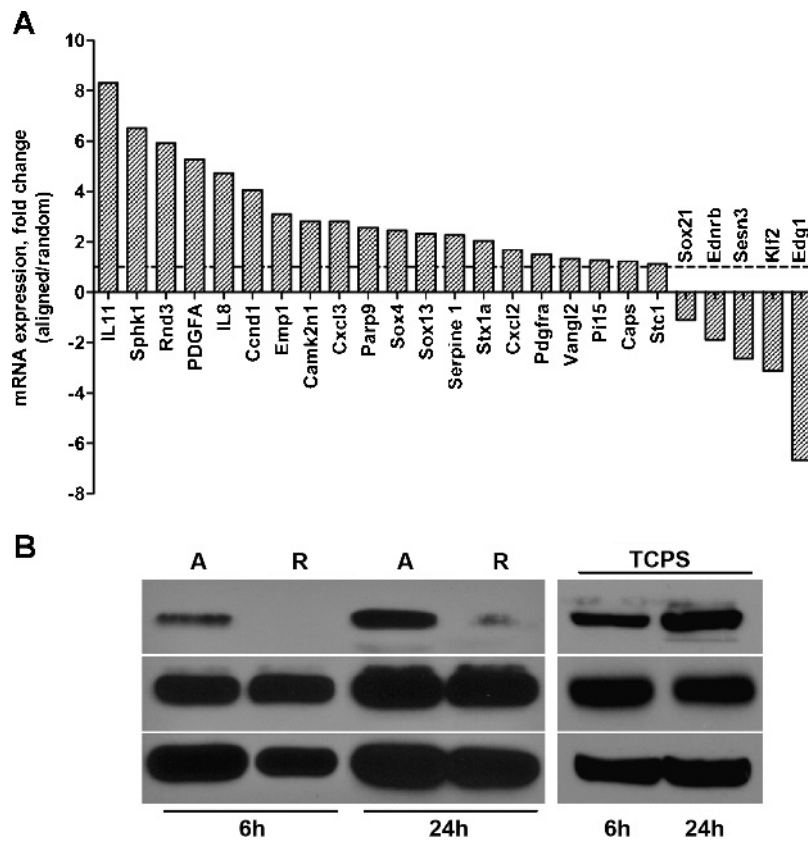 A
mRNA expression, fold change
(aligned/random)
10
8
6
4
2
0
-2
-4
-6
-8
IL11
Sphk1
Rnd3
PDGFA
IL8
Ccnd1
Emp1
Camk2n1
Cxcl3
Parp9
Sox4
Sox13
Serpine 1
Stx1a
Cxcl2
Pdgfra
Vangl2
Pi15
Caps
Stc1
Sox21
Ednrb
Sesn3
Klf2
Edg1
B
A R A R TCPS
6h 24h 6h 24h